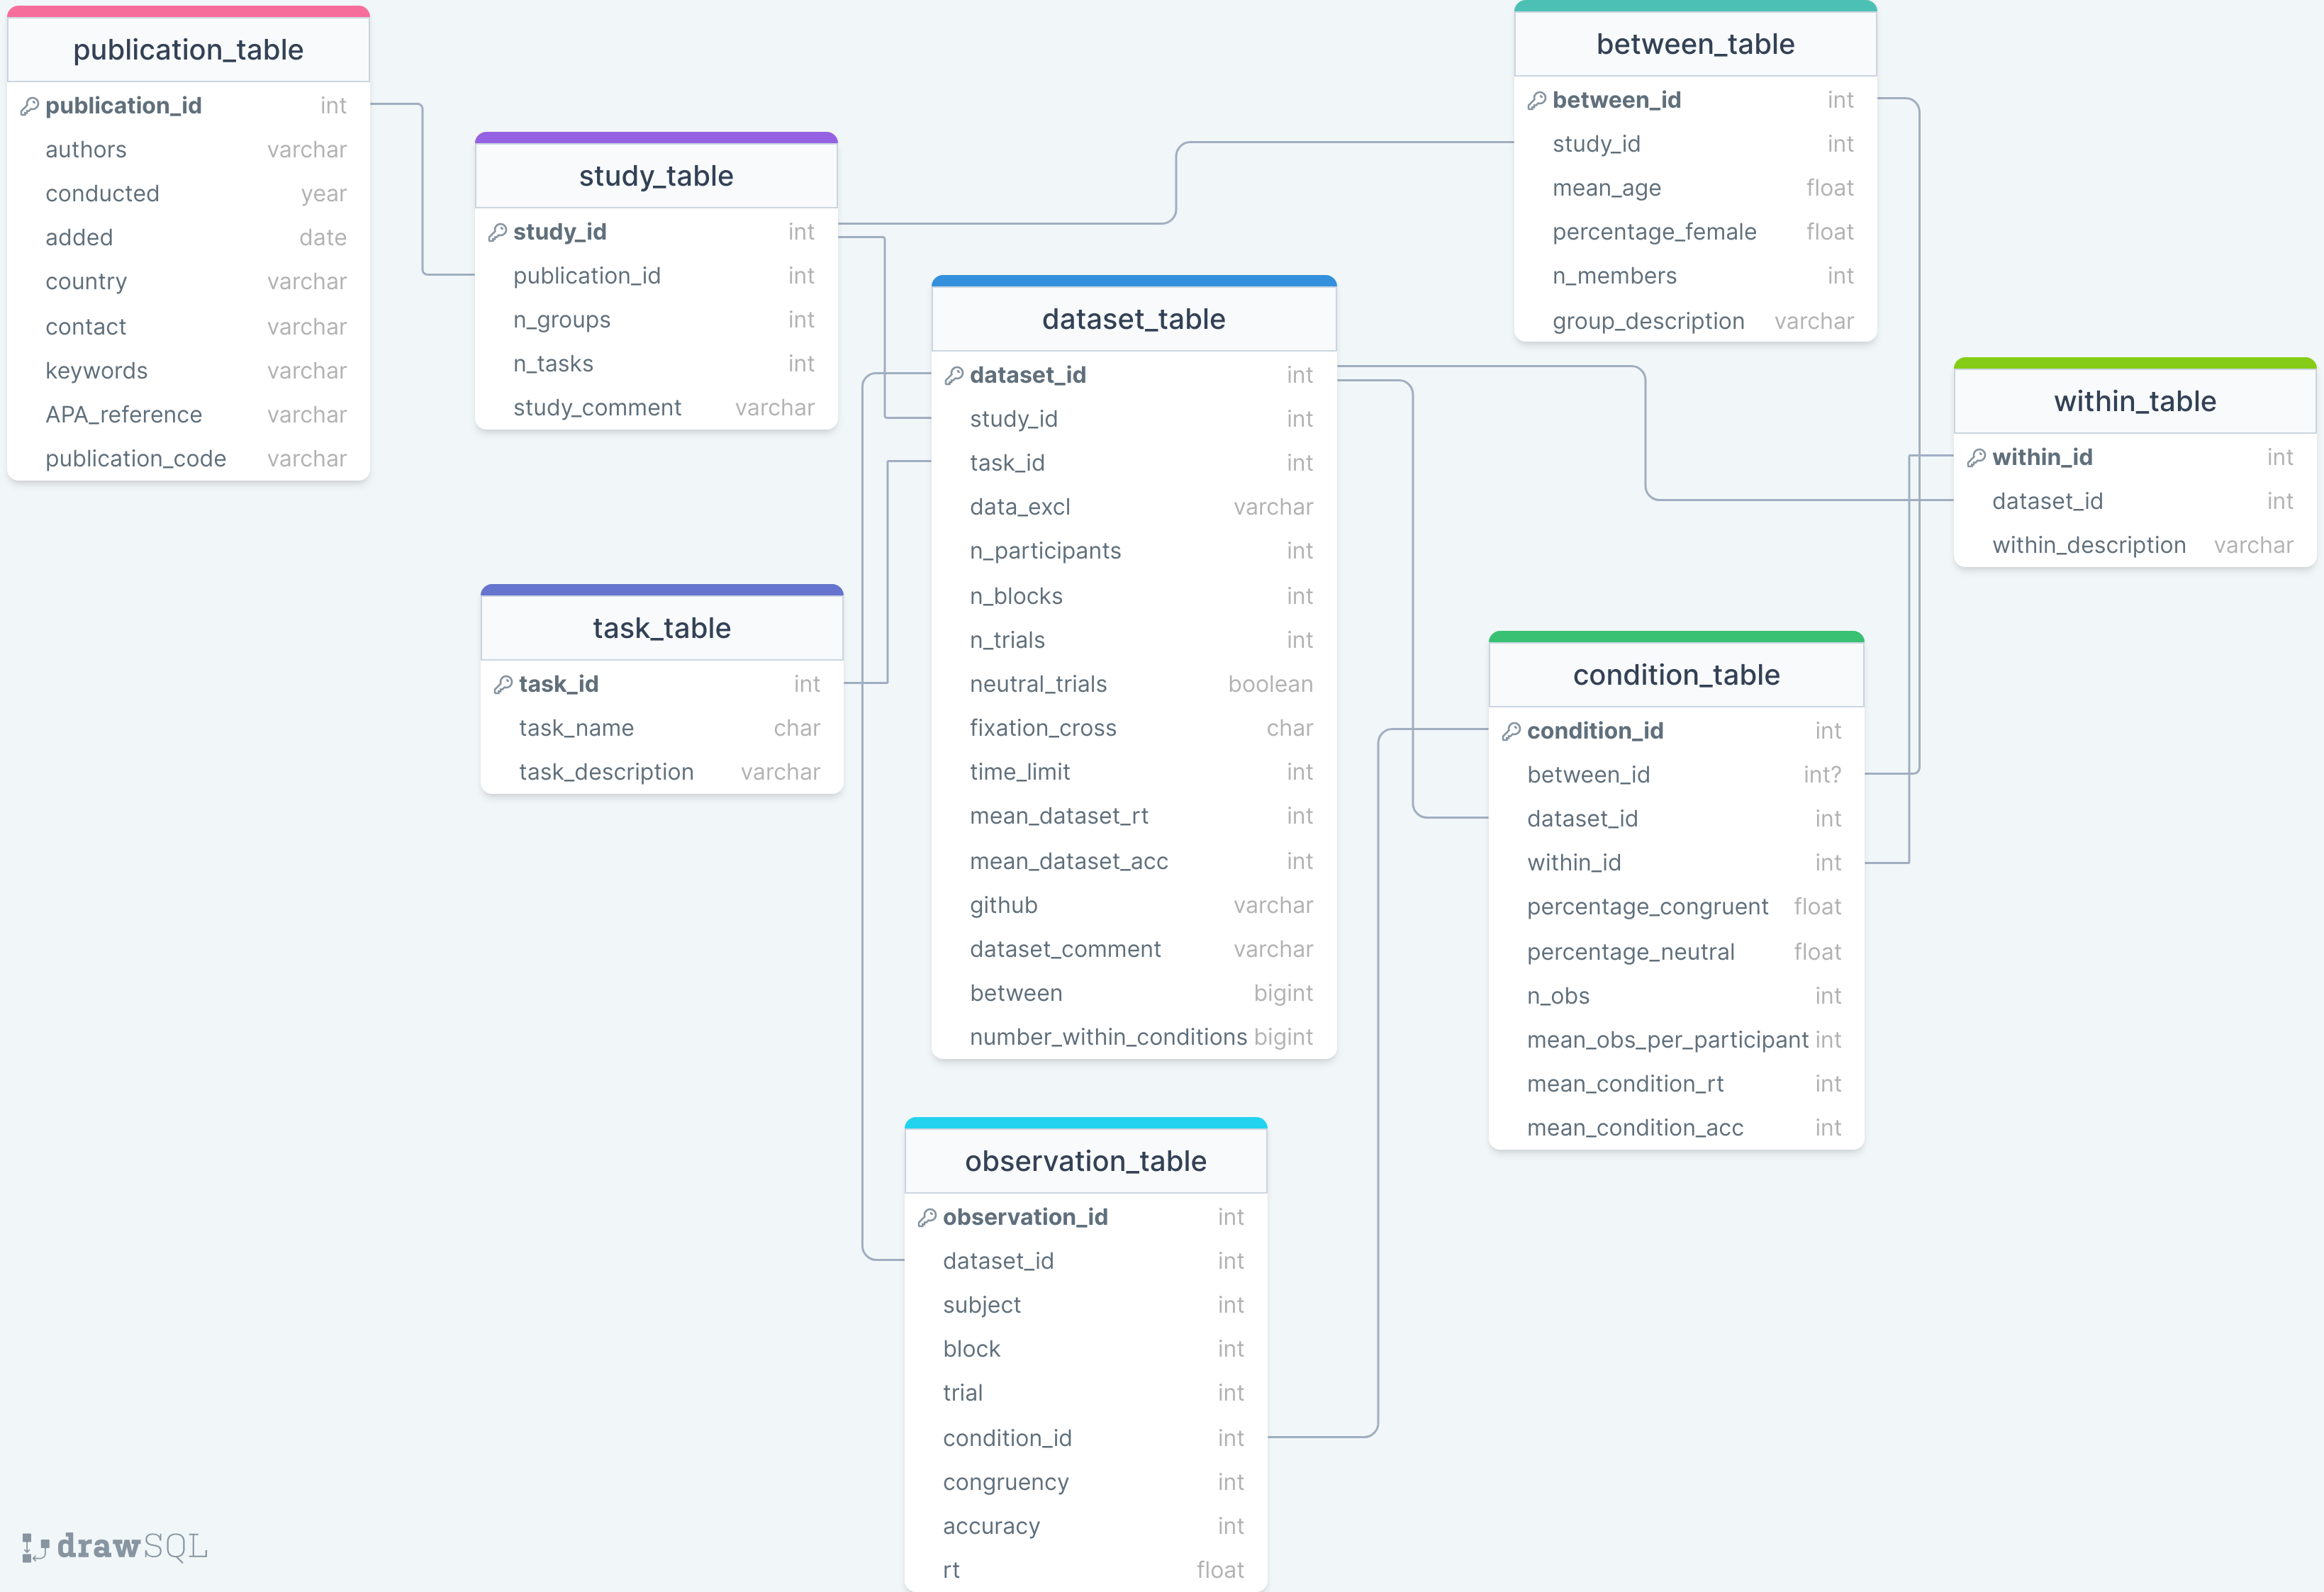 publication_table
publication_id int
authors varchar
conducted year
added date
country varchar
contact varchar
keywords varchar
APA_reference varchar
publication_code varchar
study_table
study_id int
publication_id int
n_groups int
n_tasks int
study_comment varchar
task_table
task_id int
task_name char
task_description varchar
dataset_table
dataset_id int
study_id int
task_id int
data_excl varchar
n_participants int
n_blocks int
n_trials int
neutral_trials boolean
fixation_cross char
time_limit int
mean_dataset_rt int
mean_dataset_acc int
github varchar
dataset_comment varchar
between bigint
number_within_conditions bigint
observation_table
observation_id int
dataset_id int
subject int
block int
trial int
condition_id int
congruency int
accuracy int
rt float
between_table
between_id int
study_id int
mean_age float
percentage_female float
n_members int
group_description varchar
within_table
within_id int
dataset_id int
within_description varchar
condition_table
condition_id int
between_id int?
dataset_id int
within_id int
percentage_congruent float
percentage_neutral float
n_obs int
mean_obs_per_participant int
mean_condition_rt int
mean_condition_acc int
drawSQL